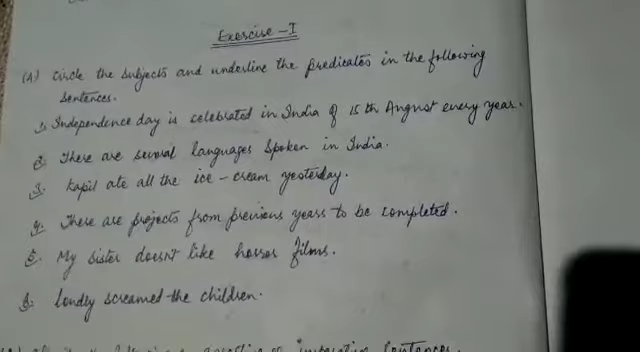 Exercise - I
(A) Circle the subjects and underline the predicates in the following
sentences.
1. Independence day is celebrated in India of 15th August every year.
2. There are several languages spoken in India.
3. Kapil ate all the ice-cream yesterday.
4. There are projects from previous years to be completed.
5. My sister doesn't like horror films.
6. loudly screamed the children.
sentences.